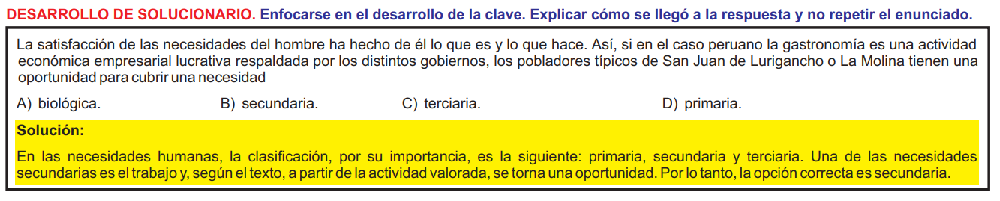 DESARROLLO DE SOLUCIONARIO. Enfocarse en el desarrollo de la clave. Explicar cómo se llegó a la respuesta y no repetir el enunciado.
La satisfacción de las necesidades del hombre ha hecho de él lo que es y lo que hace. Así, si en el caso peruano la gastronomía es una actividad
económica empresarial lucrativa respaldada por los distintos gobiernos, los pobladores típicos de San Juan de Lurigancho o La Molina tienen una
oportunidad para cubrir una necesidad
A) biológica. B) secundaria. C) terciaria. D) primaria.
Solución:
En las necesidades humanas, la clasificación, por su importancia, es la siguiente: primaria, secundaria y terciaria. Una de las necesidades
secundarias es el trabajo y, según el texto, a partir de la actividad valorada, se torna una oportunidad. Por lo tanto, la opción correcta es secundaria.